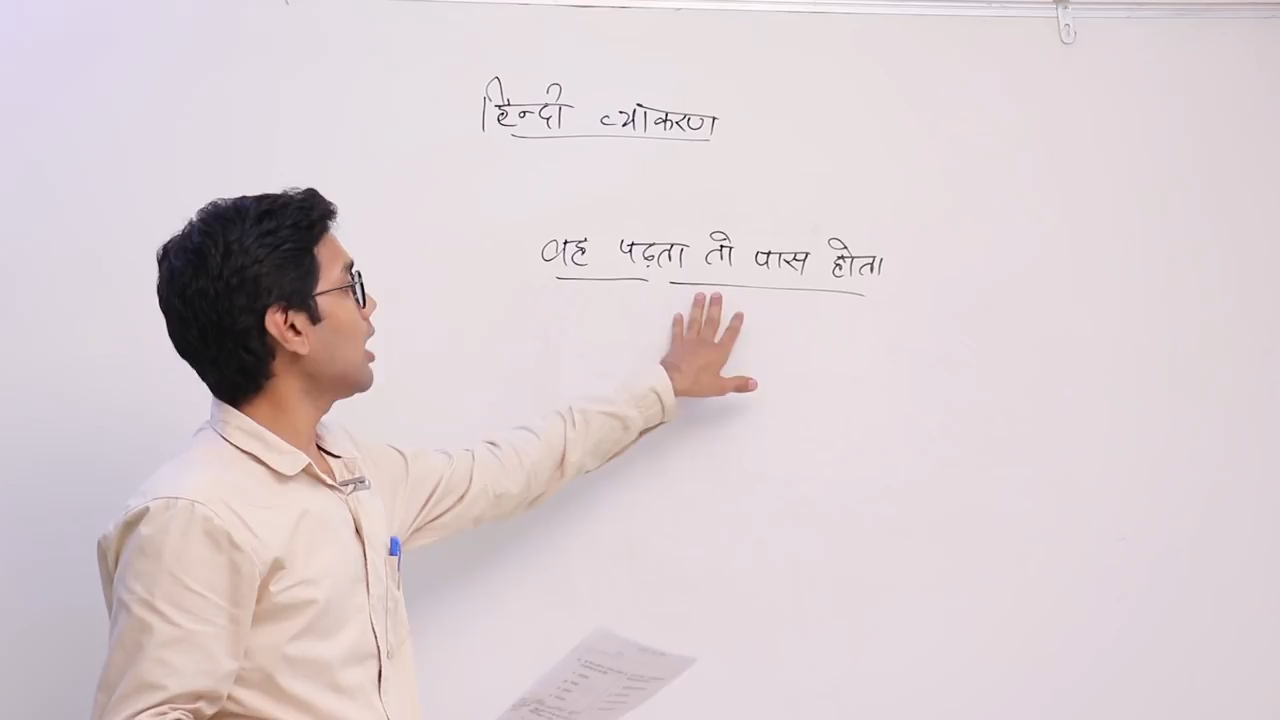 हिन्दी व्याकरण
वह पढ़ता तो पास होता